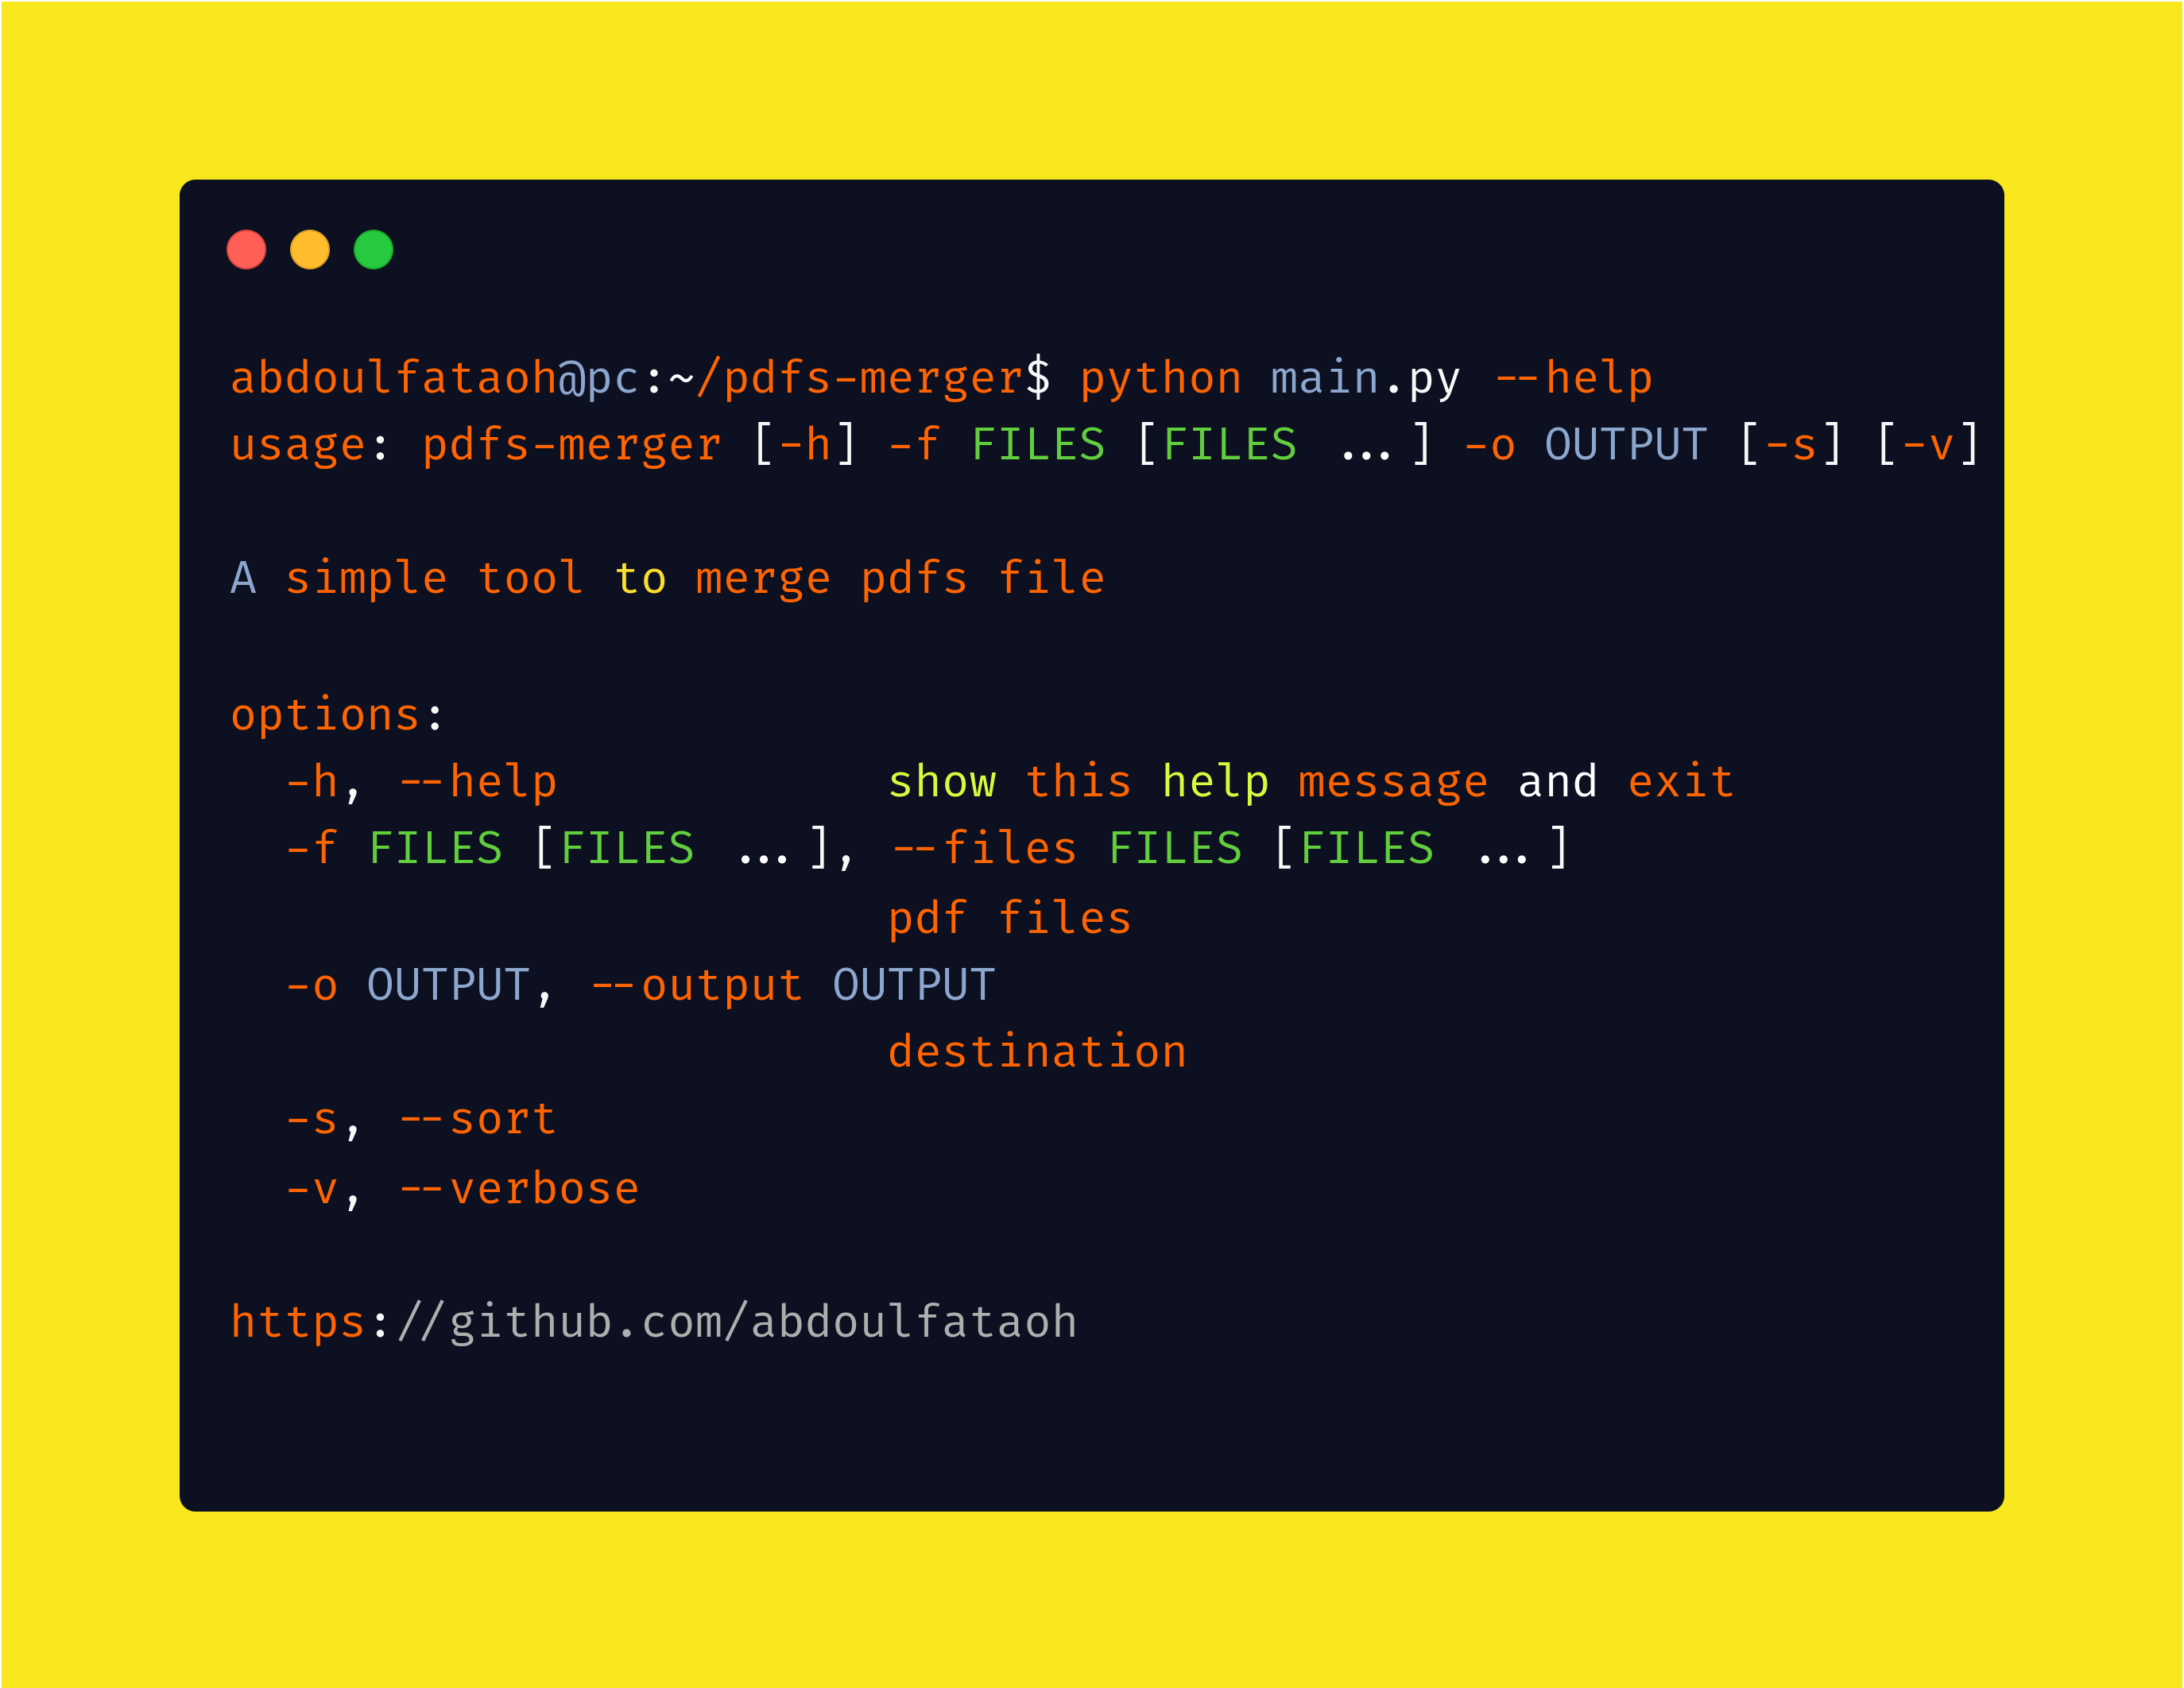 abdoulfataoh@pc:~/pdfs-merger$ python main.py --help
usage: pdfs-merger [-h] -f FILES [FILES ...] -o OUTPUT [-s] [-v]
A simple tool to merge pdfs file
options:
-h, --help show this help message and exit
-f FILES [FILES ...], --files FILES [FILES ...]
pdf files
-o OUTPUT, --output OUTPUT
destination
-s, --sort
-v, --verbose
https://github.com/abdoulfataoh